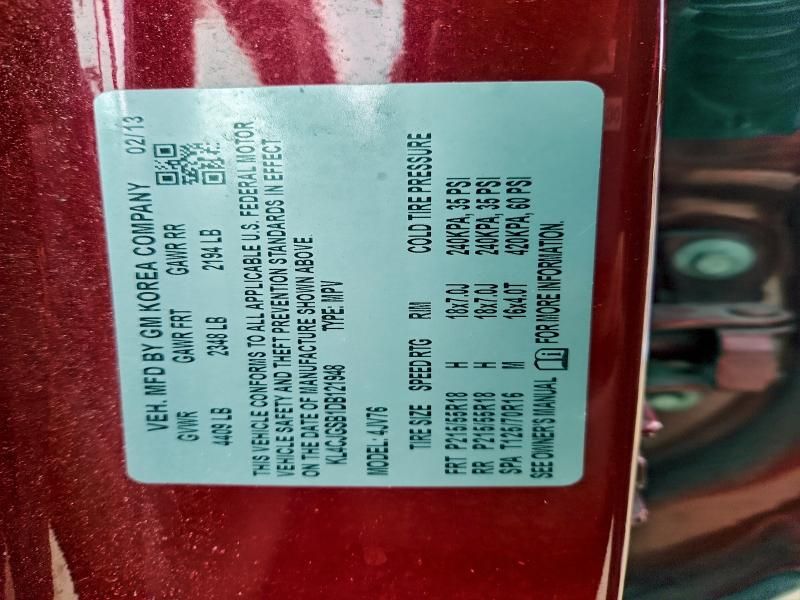 VEH. MFD BY GM KOREA COMPANY 02/13
GVWR GAWR FRT GAWR RR
4409 LB 2348 LB 2194 LB
THIS VEHICLE CONFORMS TO ALL APPLICABLE U.S. FEDERAL MOTOR
VEHICLE SAFETY AND THEFT PREVENTION STANDARDS IN EFFECT
ON THE DATE OF MANUFACTURE SHOWN ABOVE.
KL4CJGSB1DB121948 TYPE: MPV
MODEL: 4JV76
TIRE SIZE SPEED RTG RIM COLD TIRE PRESSURE
FRT P215/55R18 H 18x7.0J 240KPA, 35 PSI
RR P215/55R18 H 18x7.0J 240KPA, 35 PSI
SPA T125/70R16 M 16x4.0T 420KPA, 60 PSI
SEE OWNER'S MANUAL FOR MORE INFORMATION.